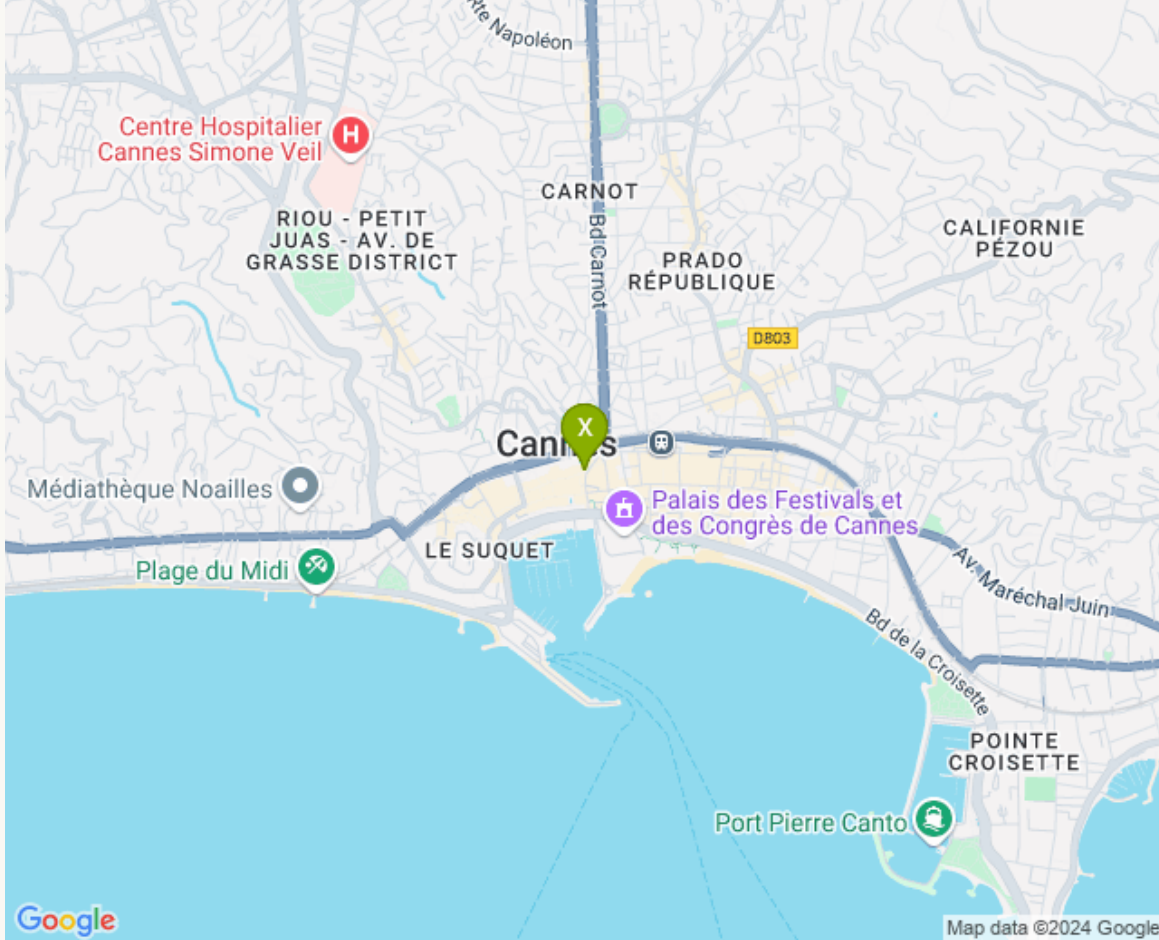 Rte Napoléon
Centre Hospitalier
Cannes Simone Veil
H
CARNOT
RIOU - PETIT
JUAS - AV. DE
GRASSE DISTRICT
Bd Carnot
CALIFORNIE
PÉZOU
PRADO
RÉPUBLIQUE
D803
X
Cannes
Médiathèque Noailles
Palais des Festivals et
des Congrès de Cannes
LE SUQUET
Plage du Midi
Av. Maréchal Juin
Bd de la Croisette
POINTE
CROISETTE
Port Pierre Canto
Google
Map data ©2024 Google